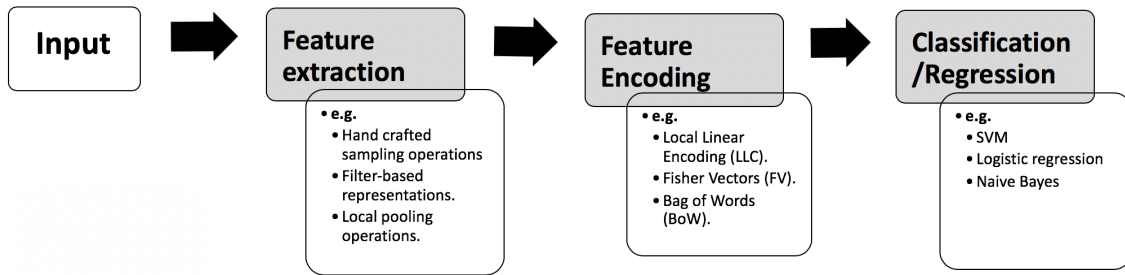 Input
Feature
extraction
• e.g.
• Hand crafted
sampling operations
• Filter-based
representations.
• Local pooling
operations.
Feature
Encoding
• e.g.
• Local Linear
Encoding (LLC).
• Fisher Vectors (FV).
• Bag of Words
(BoW).
Classification
/Regression
• e.g.
• SVM
• Logistic regression
• Naive Bayes